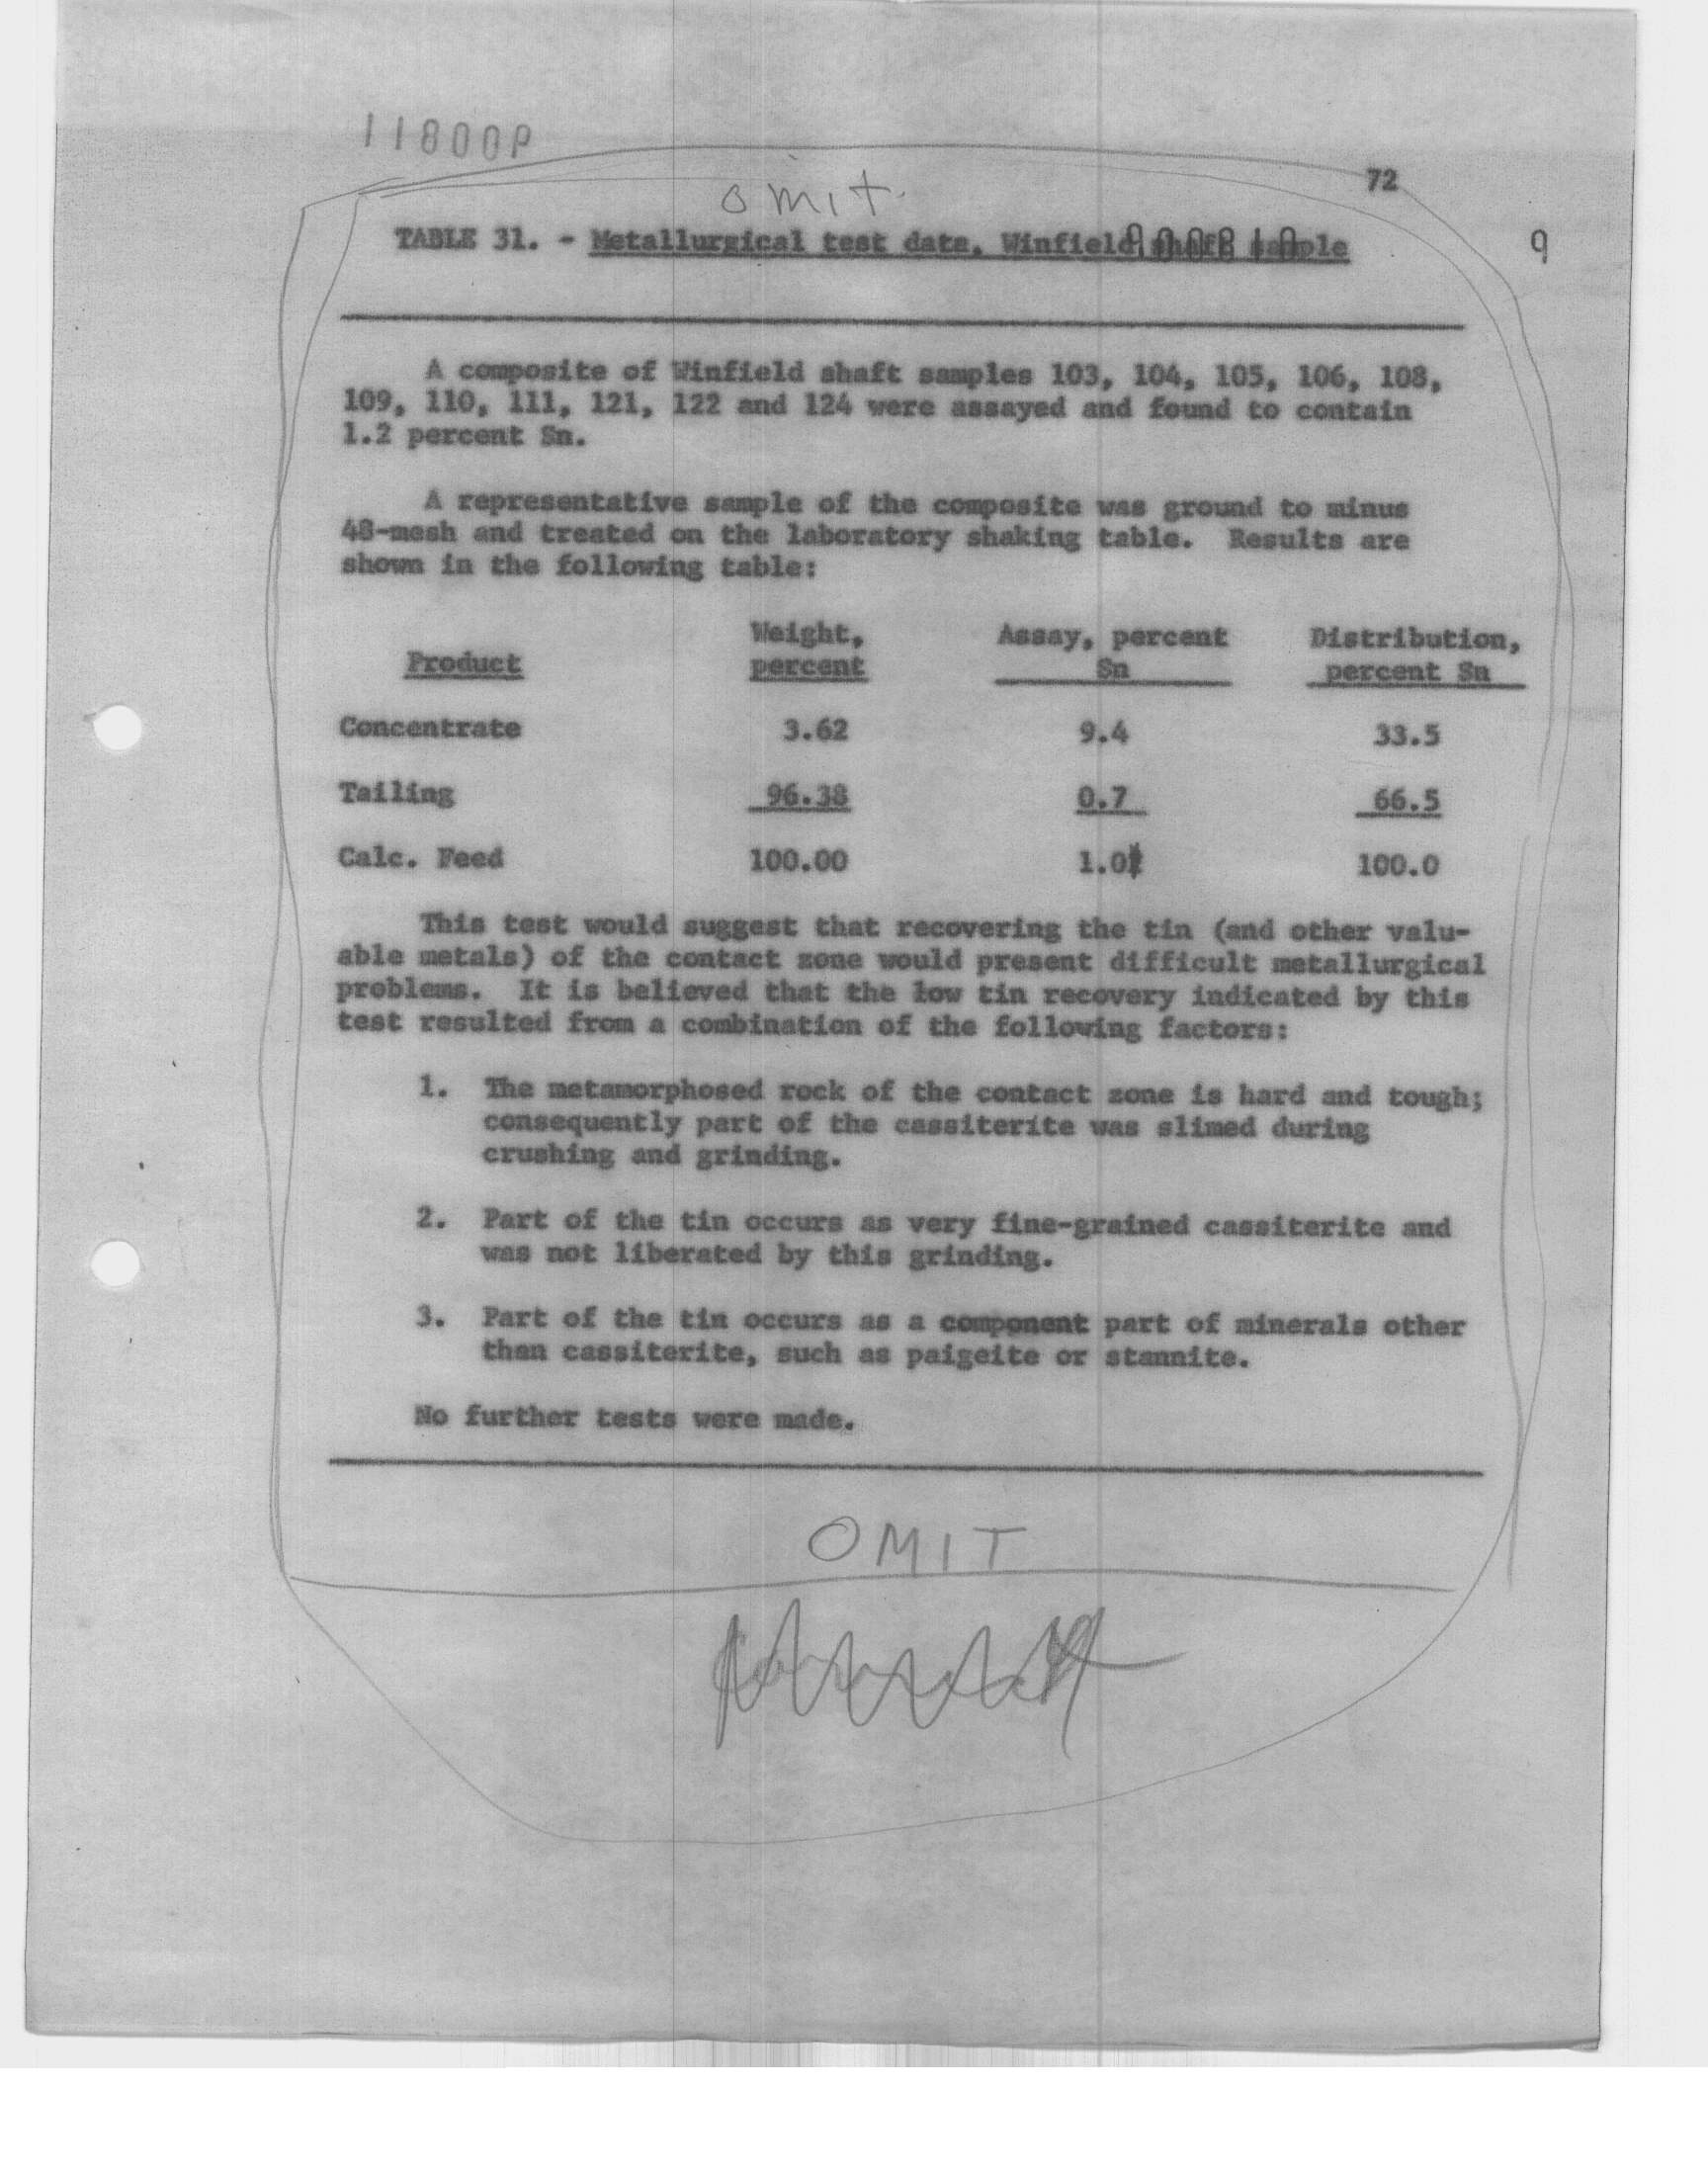 11800P
72
omit.
TABLE 31. - Metallurgical test data, Winfield shaft sample
9
A composite of Winfield shaft samples 103, 104, 105, 106, 108,
109, 110, 111, 121, 122 and 124 were assayed and found to contain
1.2 percent Sn.
A representative sample of the composite was ground to minus
48-mesh and treated on the laboratory shaking table. Results are
shown in the following table:
Weight, Assay, percent Distribution,
Product percent Sn percent Sn
Concentrate 3.62 9.4 33.5
Tailing 96.38 0.7 66.5
Calc. Feed 100.00 1.0 100.0
This test would suggest that recovering the tin (and other valu-
able metals) of the contact zone would present difficult metallurgical
problems. It is believed that the low tin recovery indicated by this
test resulted from a combination of the following factors:
1. The metamorphosed rock of the contact zone is hard and tough;
consequently part of the cassiterite was slimed during
crushing and grinding.
2. Part of the tin occurs as very fine-grained cassiterite and
was not liberated by this grinding.
3. Part of the tin occurs as a component part of minerals other
than cassiterite, such as paigeite or stannite.
No further tests were made.
OMIT